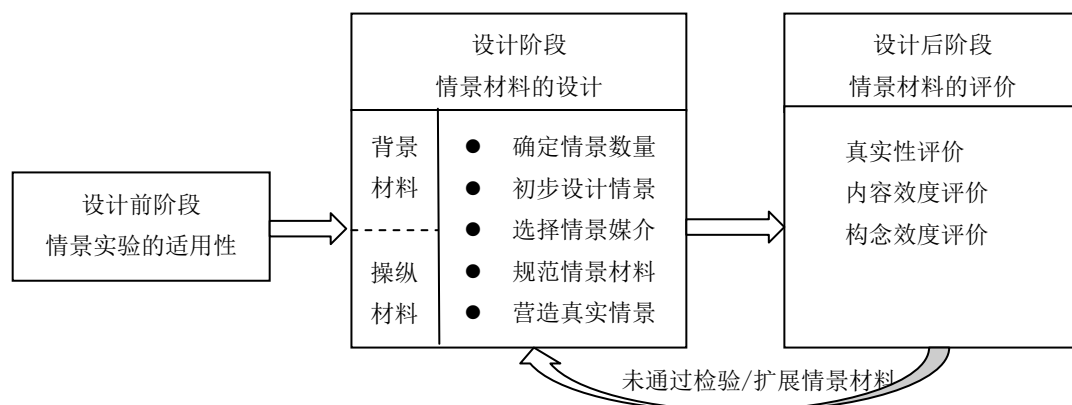 设计前阶段
情景实验的适用性
设计阶段
情景材料的设计
背景
材料
操纵
材料
● 确定情景数量
● 初步设计情景
● 选择情景媒介
● 规范情景材料
● 营造真实情景
设计后阶段
情景材料的评价
真实性评价
内容效度评价
构念效度评价
未通过检验/扩展情景材料